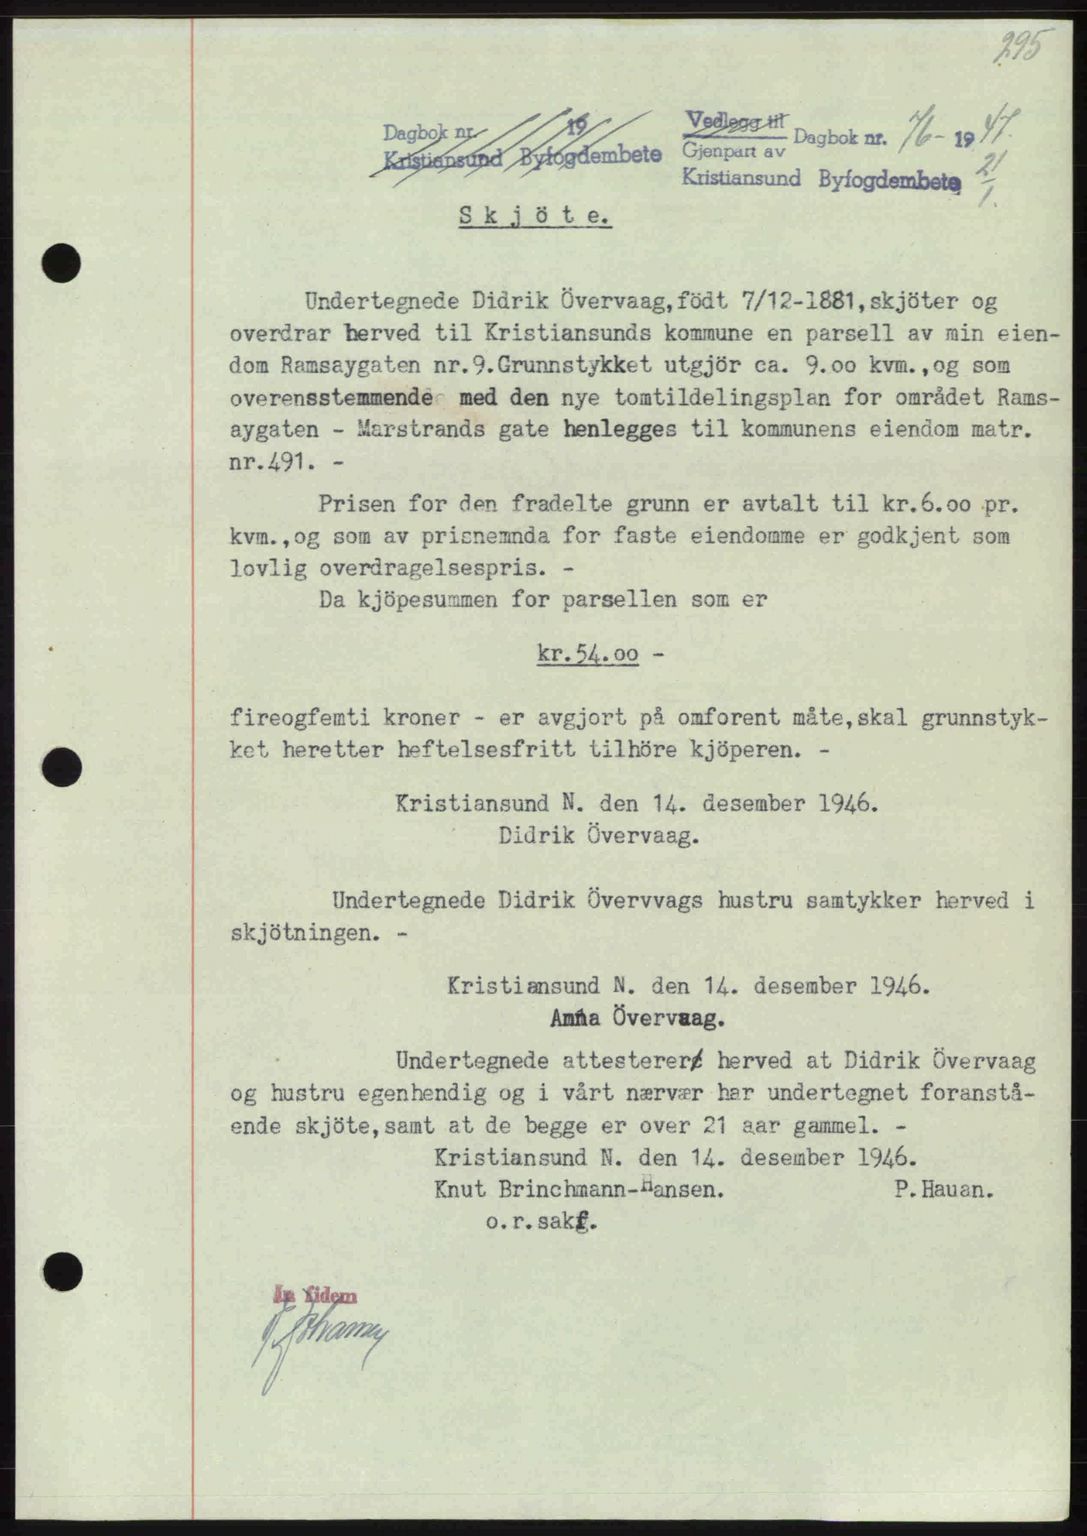 295
Dagbok nr. 19
Kristiansund Byfogdembete
Vedlegg til
Gjenpart av
Dagbok nr. 76- 1947.
Kristiansund Byfogdembete
21/1.
Skjöte.
Undertegnede Didrik Övervaag,födt 7/12-1881,skjöter og
overdrar herved til Kristiansunds kommune en parsell av min eien-
dom Ramsaygaten nr.9.Grunnstykket utgjör ca. 9.oo kvm.,og som
overensstemmende med den nye tomtildelingsplan for området Rams-
aygaten - Marstrands gate henlegges til kommunens eiendom matr.
nr.491. -
Prisen for den fradelte grunn er avtalt til kr.6.oo pr.
kvm.,og som av prisnemnda for faste eiendomme er godkjent som
lovlig overdragelsespris. -
Da kjöpesummen for parsellen som er
kr.54.oo -
fireogfemti kroner - er avgjort på omforent måte,skal grunnstyk-
ket heretter heftelsesfritt tilhöre kjöperen. -
Kristiansund N. den 14. desember 1946.
Didrik Övervaag.
Undertegnede Didrik Övervvags hustru samtykker herved i
skjötningen. -
Kristiansund N. den 14. desember 1946.
Anna Övervaag.
Undertegnede attesterer herved at Didrik Övervaag
og hustru egenhendig og i vårt nærvær har undertegnet foranstå-
ende skjöte,samt at de begge er over 21 aar gammel. -
Kristiansund N. den 14. desember 1946.
Knut Brinchmann-Hansen. P.Hauan.
o.r.sakf.
In fidem